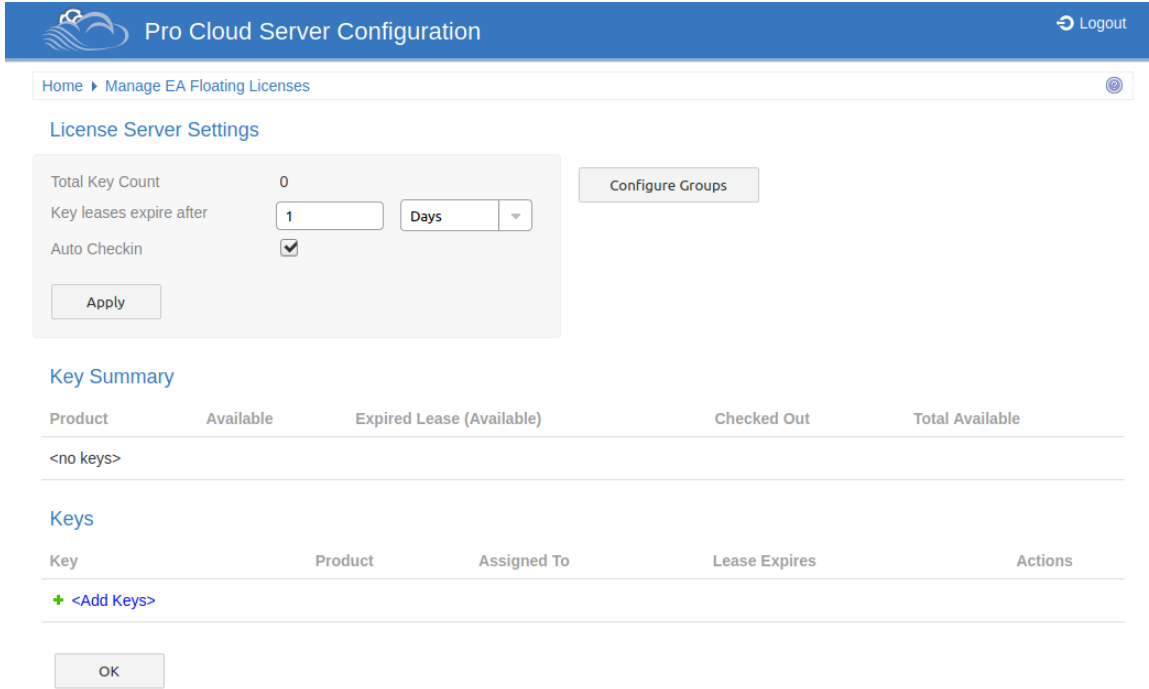 Pro Cloud Server Configuration
Logout
Home Manage EA Floating Licenses
License Server Settings
Total Key Count 0
Configure Groups
Key leases expire after 1 Days
Auto Checkin
Apply
Key Summary
Product Available Expired Lease (Available) Checked Out Total Available
<no keys>
Keys
Key Product Assigned To Lease Expires Actions
<Add Keys>
OK